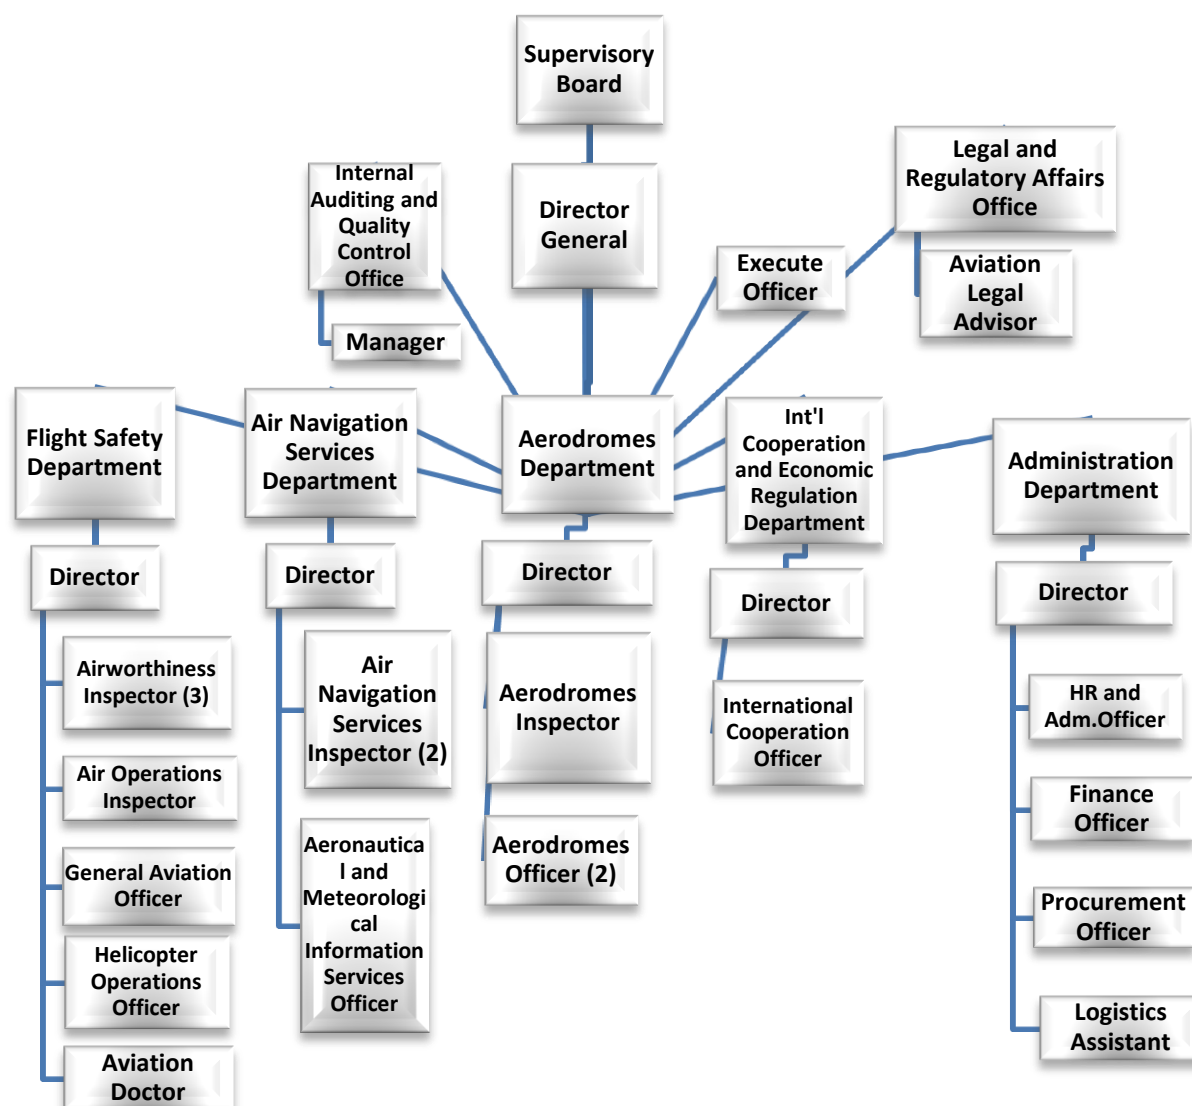 Supervisory
Board
Director
General
Internal
Auditing and
Quality
Control
Office
Manager
Execute
Officer
Legal and
Regulatory Affairs
Office
Aviation
Legal
Advisor
Flight Safety
Department
Director
Airworthiness
Inspector (3)
Air Operations
Inspector
General Aviation
Officer
Helicopter
Operations
Officer
Aviation
Doctor
Air Navigation
Services
Department
Director
Air
Navigation
Services
Inspector (2)
Aeronautica
l and
Meteorologi
cal
Information
Services
Officer
Aerodromes
Department
Director
Aerodromes
Inspector
Aerodromes
Officer (2)
Int'l
Cooperation
and Economic
Regulation
Department
Director
International
Cooperation
Officer
Administration
Department
Director
HR and
Adm.Officer
Finance
Officer
Procurement
Officer
Logistics
Assistant